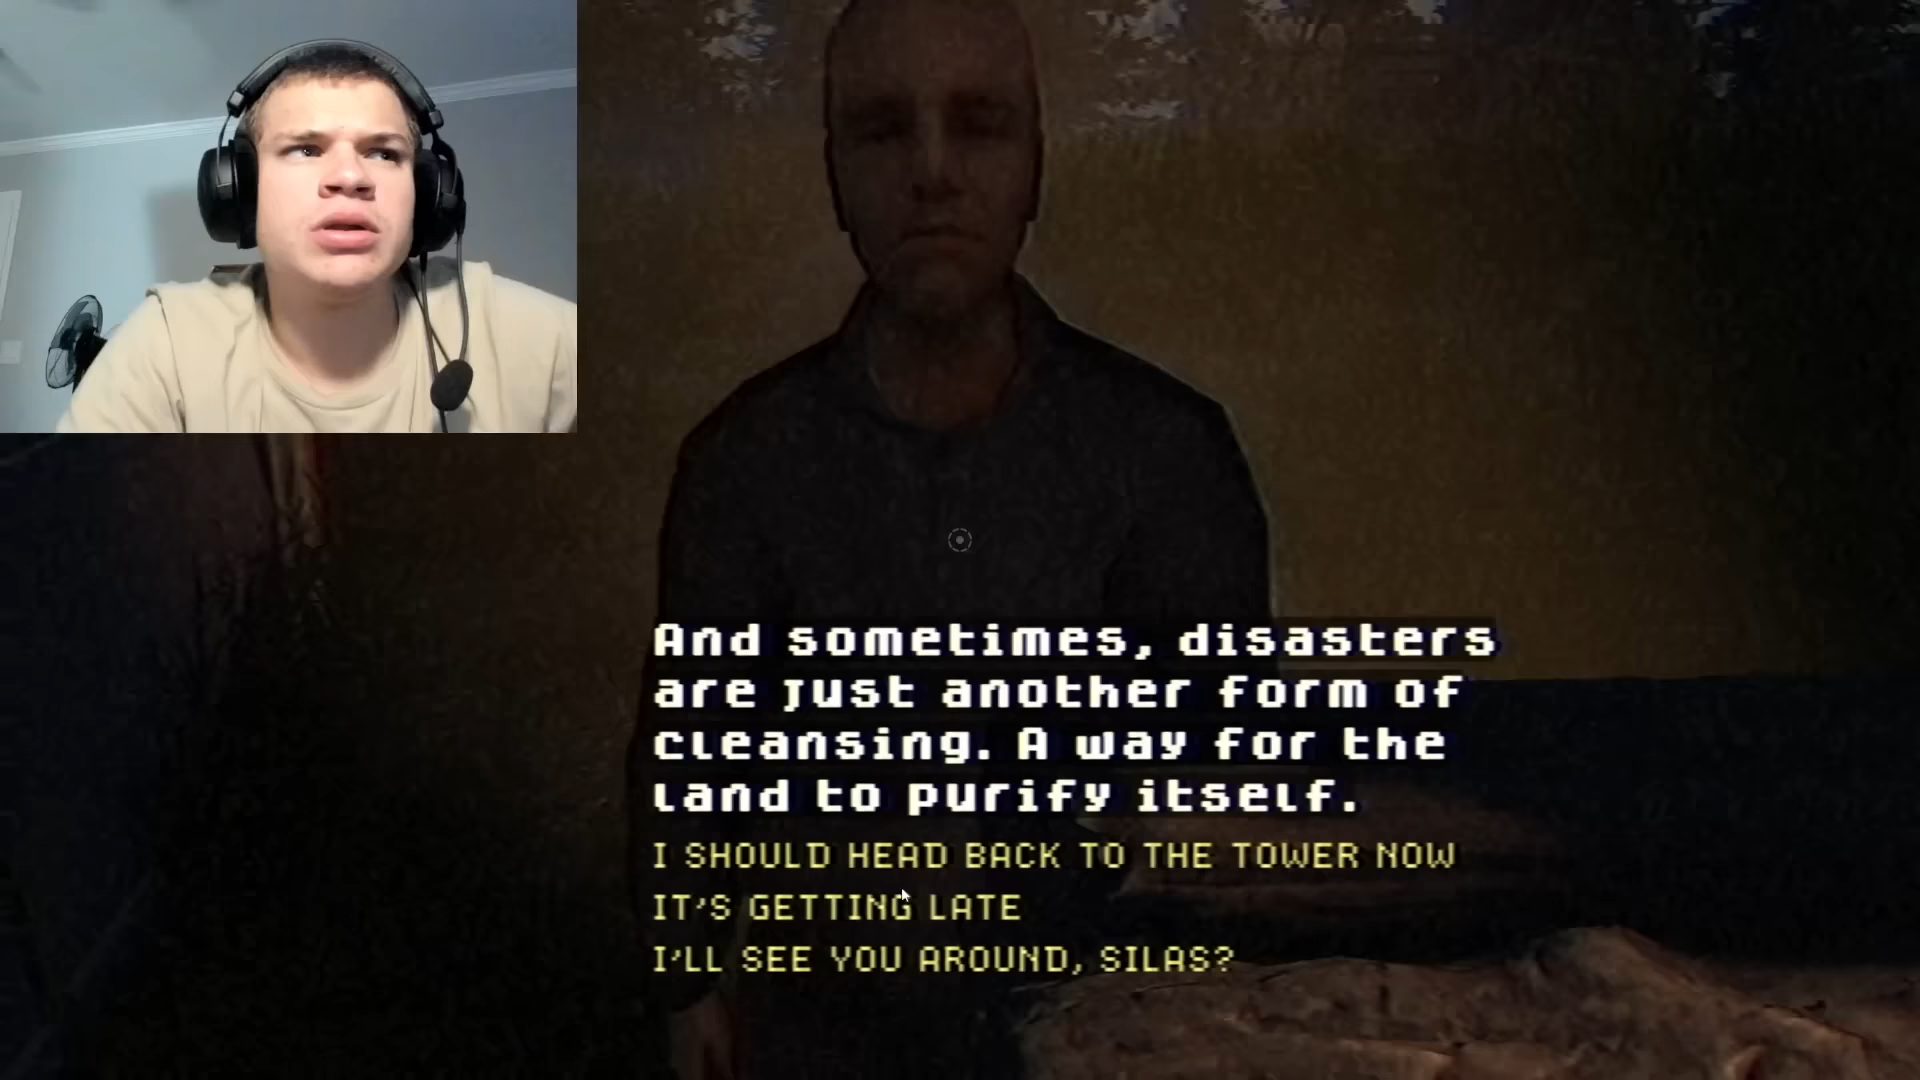 And sometimes, disasters
are just another form of
cleansing. A way for the
land to purify itself.
I SHOULD HEAD BACK TO THE TOWER NOW
IT'S GETTING LATE
I'LL SEE YOU AROUND, SILAS?